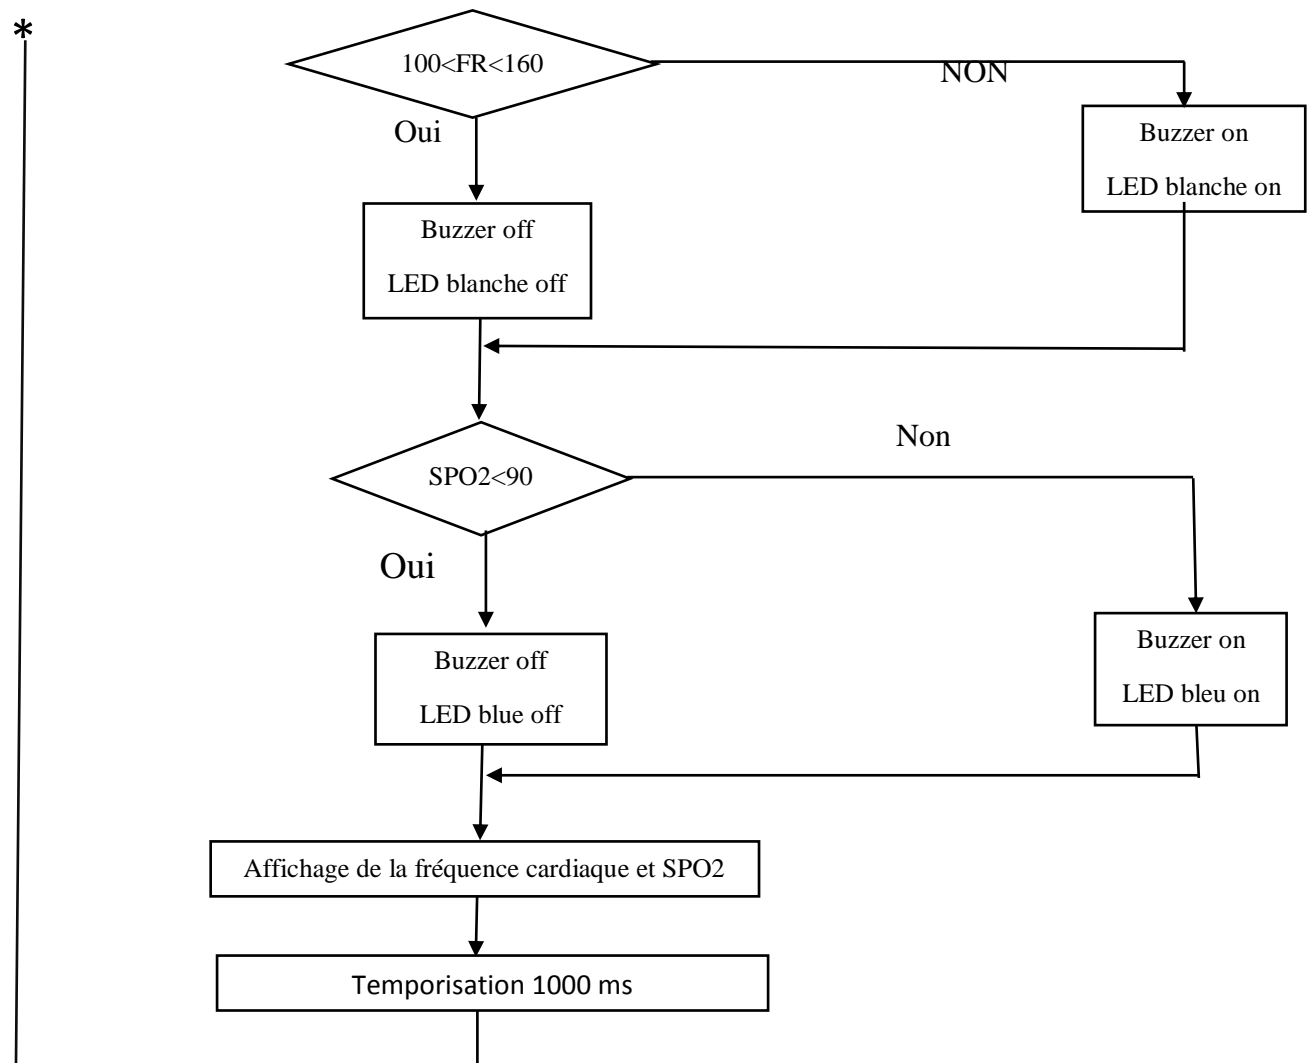 *
100<FR<160
NON
Oui
Buzzer on
LED blanche on
Buzzer off
LED blanche off
Non
SPO2<90
Oui
Buzzer off
LED blue off
Buzzer on
LED bleu on
Affichage de la fréquence cardiaque et SPO2
Temporisation 1000 ms